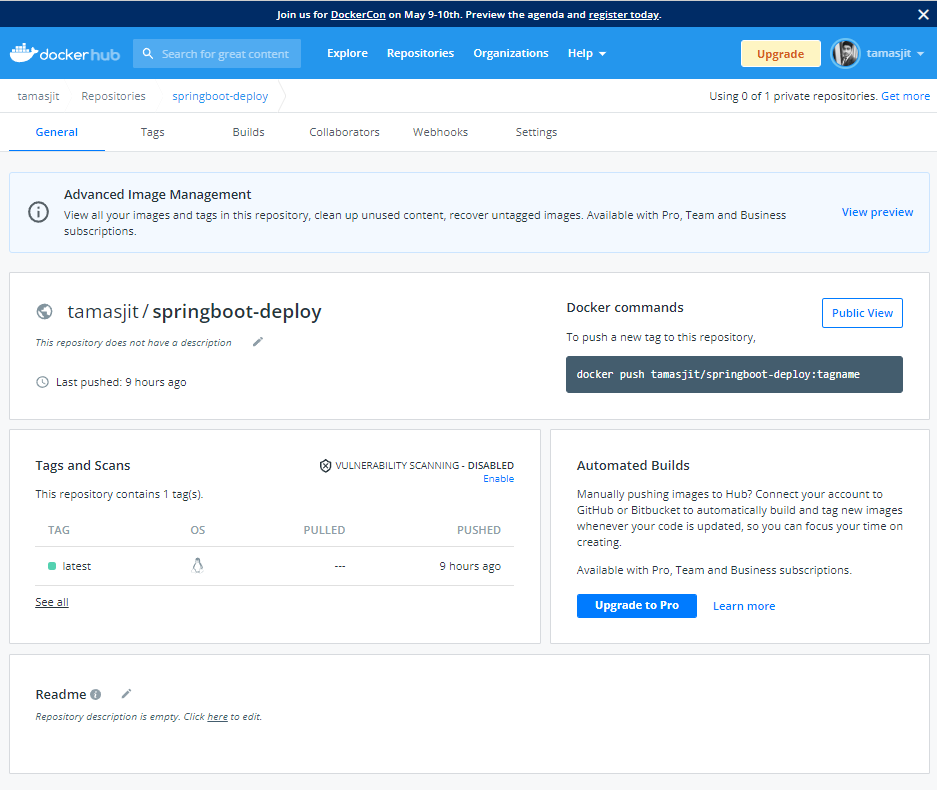 Join us for DockerCon on May 9-10th. Preview the agenda and register today.
dockerhub
Search for great content
Explore
Repositories
Organizations
Help
Upgrade
tamasjit
tamasjit
Repositories
springboot-deploy
Using 0 of 1 private repositories. Get more
General
Tags
Builds
Collaborators
Webhooks
Settings
Advanced Image Management
View all your images and tags in this repository, clean up unused content, recover untagged images. Available with Pro, Team and Business
subscriptions.
View preview
tamasjit / springboot-deploy
This repository does not have a description
Last pushed: 9 hours ago
Docker commands
Public View
To push a new tag to this repository,
docker push tamasjit/springboot-deploy:tagname
Tags and Scans
VULNERABILITY SCANNING - DISABLED
Enable
This repository contains 1 tag(s).
TAG OS PULLED PUSHED
latest --- 9 hours ago
See all
Automated Builds
Manually pushing images to Hub? Connect your account to
GitHub or Bitbucket to automatically build and tag new images
whenever your code is updated, so you can focus your time on
creating.
Available with Pro, Team and Business subscriptions.
Upgrade to Pro
Learn more
Readme
Repository description is empty. Click here to edit.